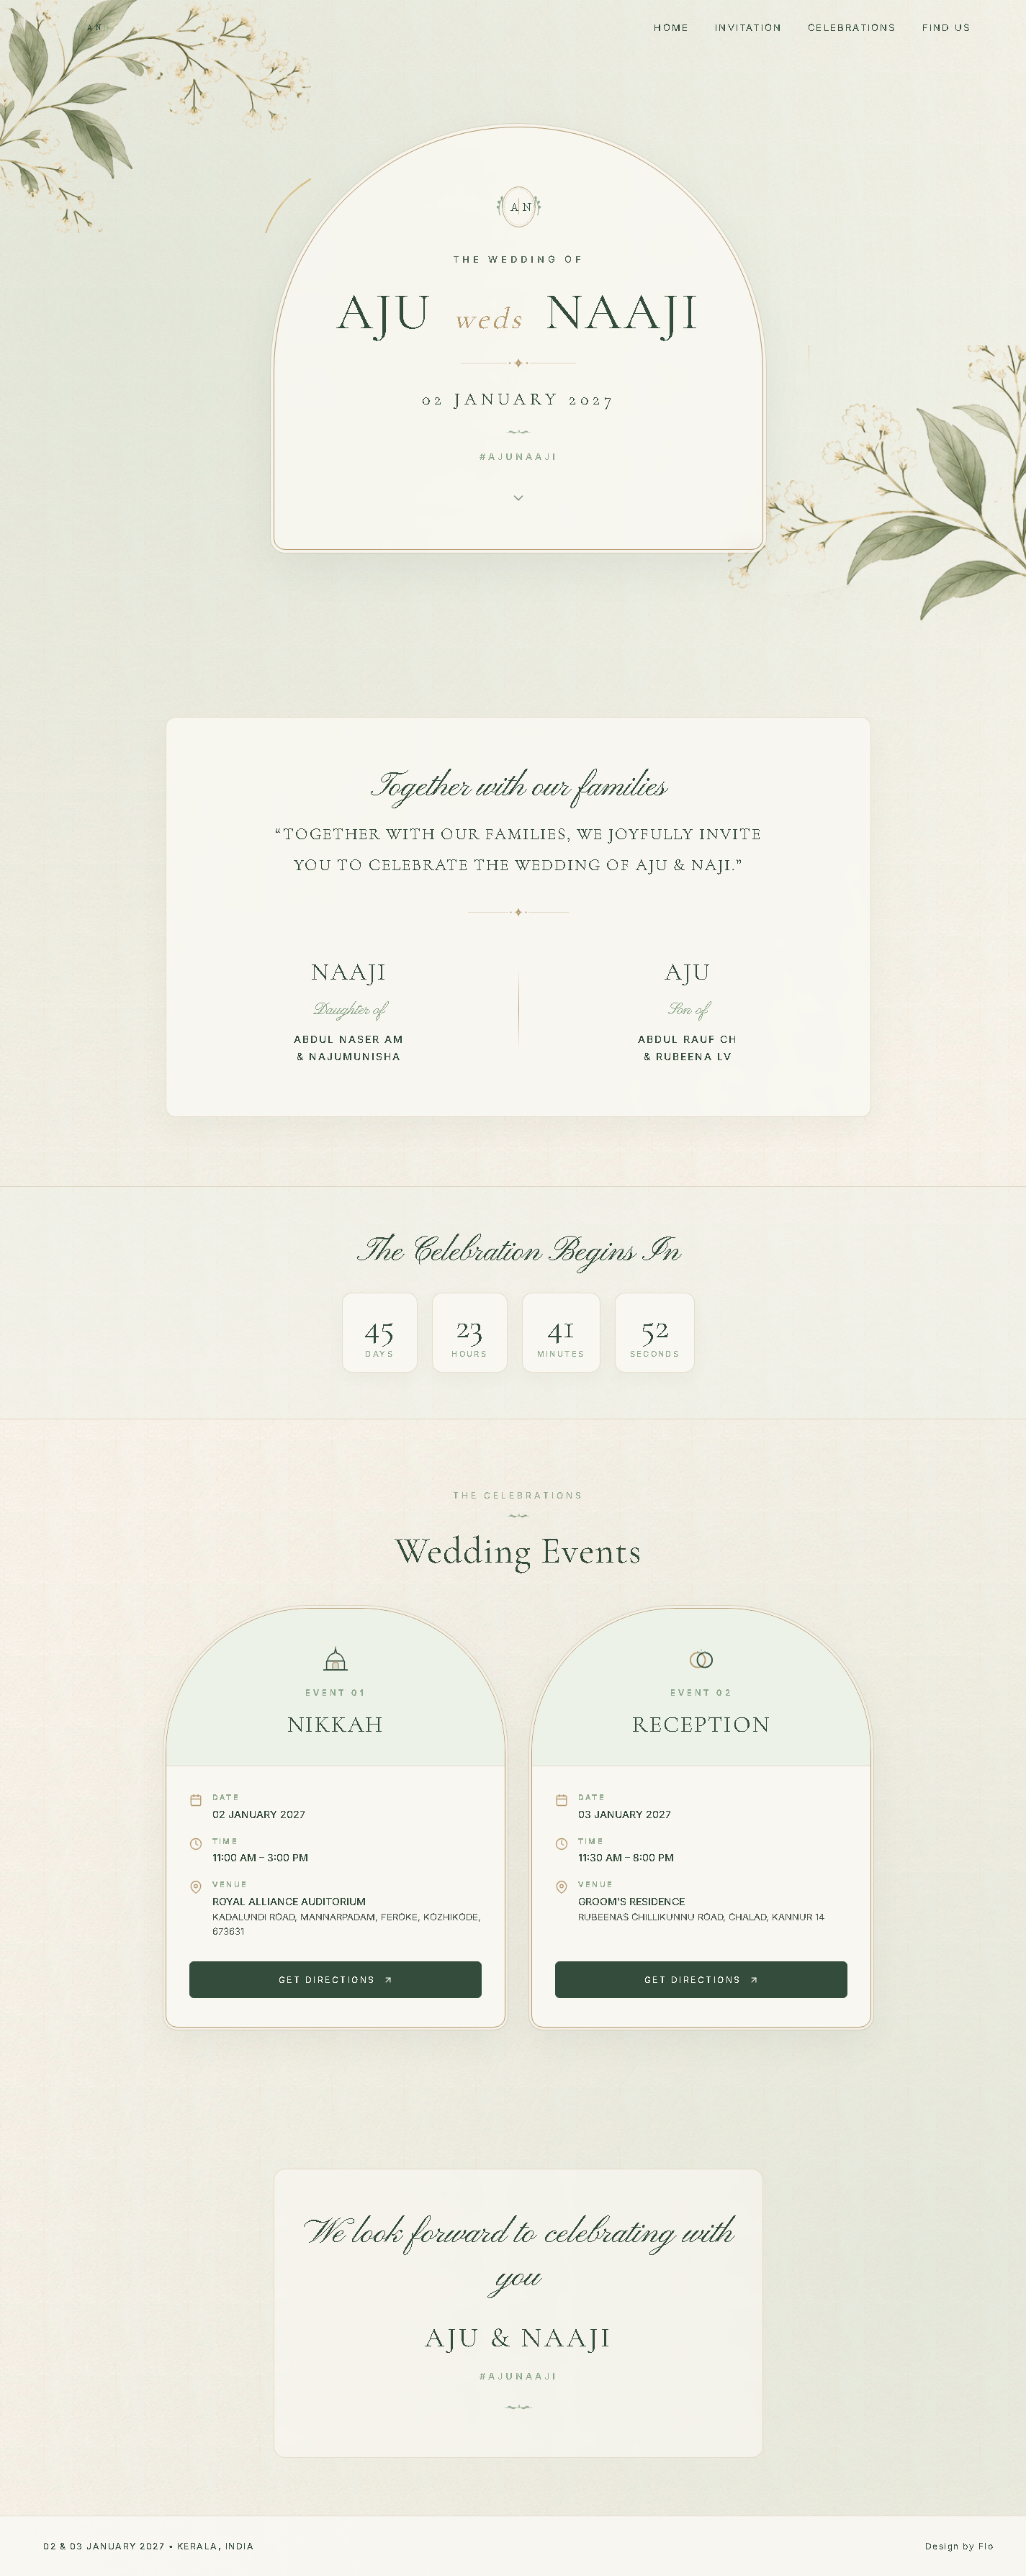 AN
HOME INVITATION CELEBRATIONS FIND US
A|N
THE WEDDING OF
AJU weds NAAJI
02 JANUARY 2027
#AJUNAAJI
Together with our families
“TOGETHER WITH OUR FAMILIES, WE JOYFULLY INVITE
YOU TO CELEBRATE THE WEDDING OF AJU & NAJI.”
NAAJI
Daughter of
ABDUL NASER AM
& NAJUMUNISHA
AJU
Son of
ABDUL RAUF CH
& RUBEENA LV
The Celebration Begins In
45
DAYS
23
HOURS
41
MINUTES
52
SECONDS
THE CELEBRATIONS
Wedding Events
EVENT 01
NIKKAH
DATE
02 JANUARY 2027
TIME
11:00 AM – 3:00 PM
VENUE
ROYAL ALLIANCE AUDITORIUM
KADALUNDI ROAD, MANNARPADAM, FEROKE, KOZHIKODE,
673631
GET DIRECTIONS
EVENT 02
RECEPTION
DATE
03 JANUARY 2027
TIME
11:30 AM – 8:00 PM
VENUE
GROOM'S RESIDENCE
RUBEENAS CHILLIKUNNU ROAD, CHALAD, KANNUR 14
GET DIRECTIONS
We look forward to celebrating with
you
AJU & NAAJI
#AJUNAAJI
02 & 03 JANUARY 2027 • KERALA, INDIA
Design by Flo